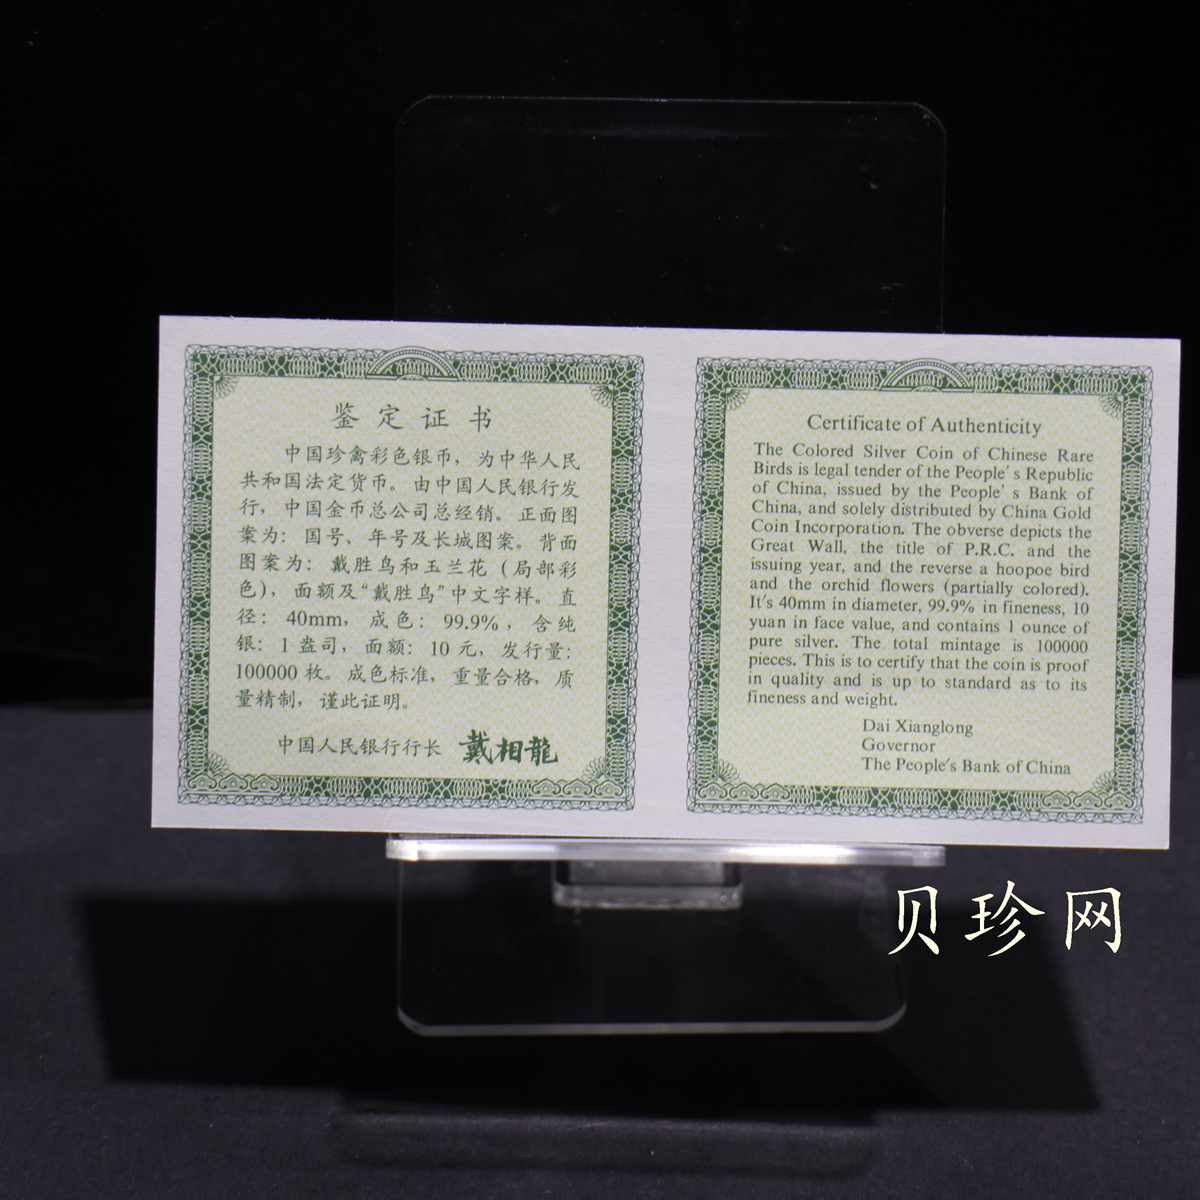 鉴定证书
中国珍禽彩色银币，为中华人民
共和国法定货币。由中国人民银行发
行，中国金币总公司总经销。正面图
案为：国号、年号及长城图案。背面
图案为：戴胜鸟和玉兰花（局部彩
色），面额及“戴胜鸟”中文字样。直
径：40mm，成色：99.9%，含纯
银：1盎司，面额：10元，发行量：
100000枚。成色标准，重量合格，质
量精制，谨此证明。
中国人民银行行长 戴相龍
Certificate of Authenticity
The Colored Silver Coin of Chinese Rare
Birds is legal tender of the People's Republic
of China, issued by the People's Bank of
China, and solely distributed by China Gold
Coin Incorporation. The obverse depicts the
Great Wall, the title of P.R.C. and the
issuing year, and the reverse a hoopoe bird
and the orchid flowers (partially colored).
It's 40mm in diameter, 99.9% in fineness, 10
yuan in face value, and contains 1 ounce of
pure silver. The total mintage is 100000
pieces. This is to certify that the coin is proof
in quality and is up to standard as to its
fineness and weight.
Dai Xianglong
Governor
The People's Bank of China
贝珍网